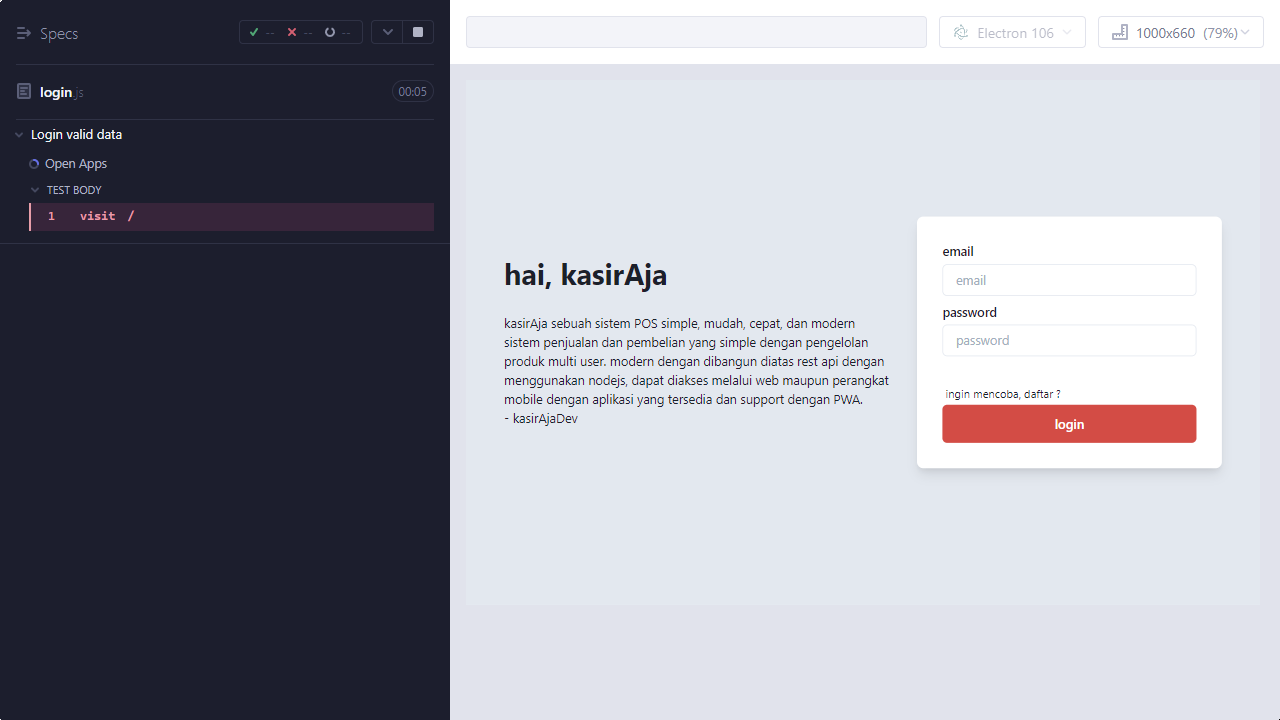 Specs
-- -- --
login.js
00:05
Login valid data
Open Apps
TEST BODY
1 visit /
Electron 106
1000x660 (79%)
hai, kasirAja
kasirAja sebuah sistem POS simple, mudah, cepat, dan modern
sistem penjualan dan pembelian yang simple dengan pengelolan
produk multi user. modern dengan dibangun diatas rest api dengan
menggunakan nodejs, dapat diakses melalui web maupun perangkat
mobile dengan aplikasi yang tersedia dan support dengan PWA.
- kasirAjaDev
email
email
password
password
ingin mencoba, daftar ?
login